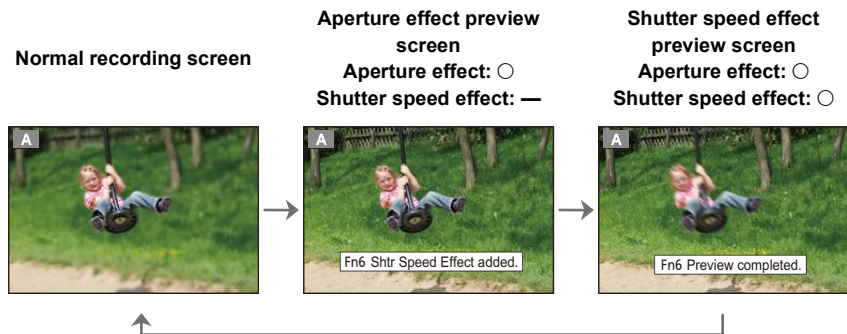 Normal recording screen
Aperture effect preview
screen
Aperture effect: ○
Shutter speed effect: —
Shutter speed effect
preview screen
Aperture effect: ○
Shutter speed effect: ○
A
A
Fn6 Shtr Speed Effect added.
A
Fn6 Preview completed.